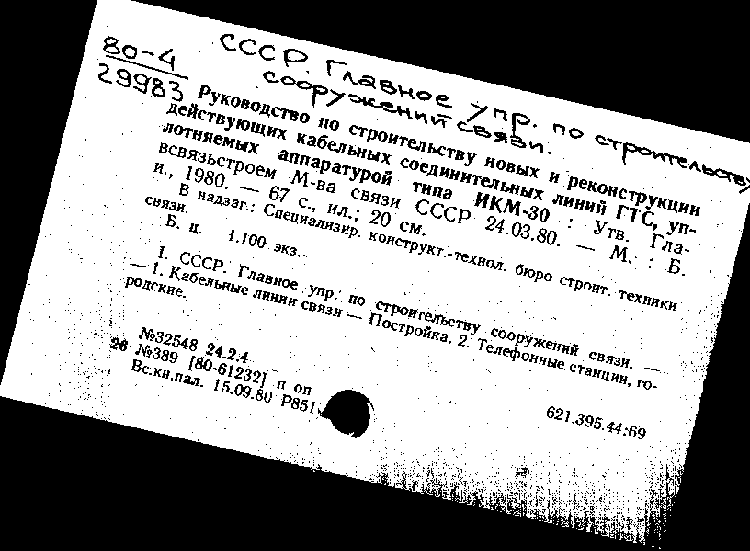 80-4
29983
СССР. Главное упр. по строительству
сооружений связи.
Руководство по строительству новых и реконструкции
действующих кабельных соединительных линий ГТС, уп-
лотняемых аппаратурой типа ИКМ-30 : Утв. Гла-
всвязьстроем М-ва связи СССР 24.03.80. — М. : Б.
и., 1980. — 67 с., ил.; 20 см.
В надзаг.: Специализир. конструкт.-технол. бюро строит. техники
связи.
Б. ц. 1.100 экз.
I. СССР. Главное упр. по строительству сооружений связи. —
— 1. Кабельные линии связи — Постройка. 2. Телефонные станции, го-
родские.
№32548 24.2.4
26 №389 [80-61232] п оп
Вс.кн.пал. 15.09.80 Р851
621.395.44:69